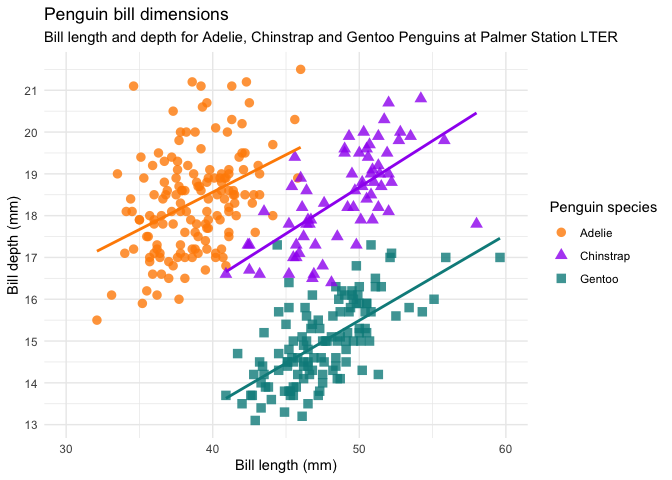 Penguin bill dimensions
Bill length and depth for Adelie, Chinstrap and Gentoo Penguins at Palmer Station LTER
21
20
19
18
17
16
15
14
13
Bill depth (mm)
30 40 50 60
Bill length (mm)
Penguin species
Adelie
Chinstrap
Gentoo